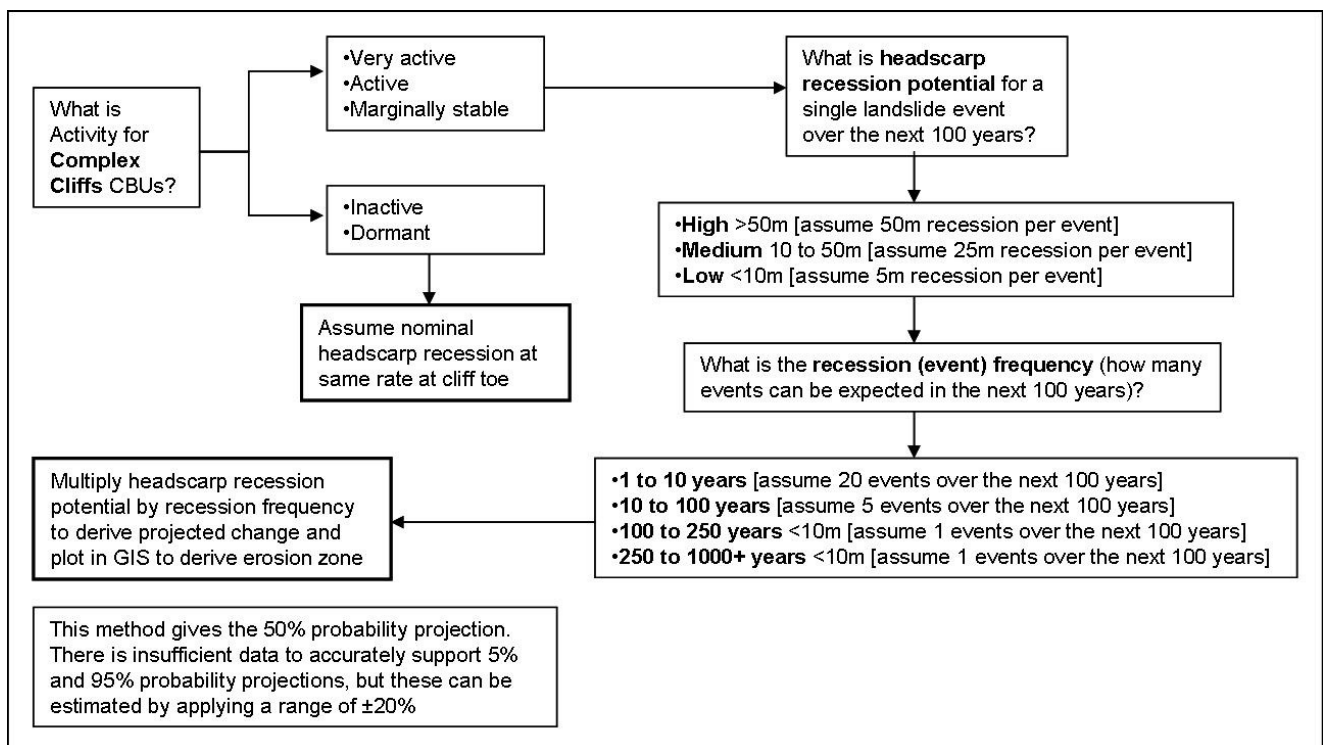 What is
Activity for
Complex
Cliffs CBUs?
•Very active
•Active
•Marginally stable
•Inactive
•Dormant
Assume nominal
headscarp recession at
same rate at cliff toe
What is headscarp
recession potential for a
single landslide event
over the next 100 years?
•High >50m [assume 50m recession per event]
•Medium 10 to 50m [assume 25m recession per event]
•Low <10m [assume 5m recession per event]
What is the recession (event) frequency (how many
events can be expected in the next 100 years)?
•1 to 10 years [assume 20 events over the next 100 years]
•10 to 100 years [assume 5 events over the next 100 years]
•100 to 250 years <10m [assume 1 events over the next 100 years]
•250 to 1000+ years <10m [assume 1 events over the next 100 years]
Multiply headscarp recession
potential by recession frequency
to derive projected change and
plot in GIS to derive erosion zone
This method gives the 50% probability projection.
There is insufficient data to accurately support 5%
and 95% probability projections, but these can be
estimated by applying a range of ±20%